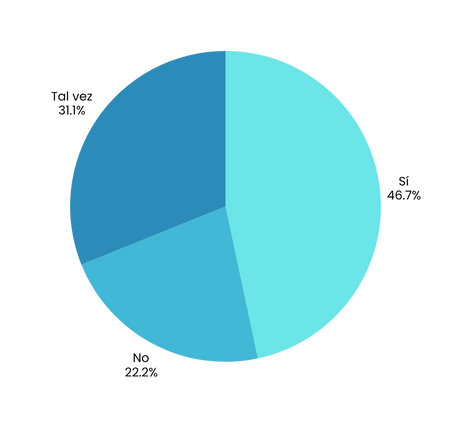 Tal vez
31.1%
Sí
46.7%
No
22.2%